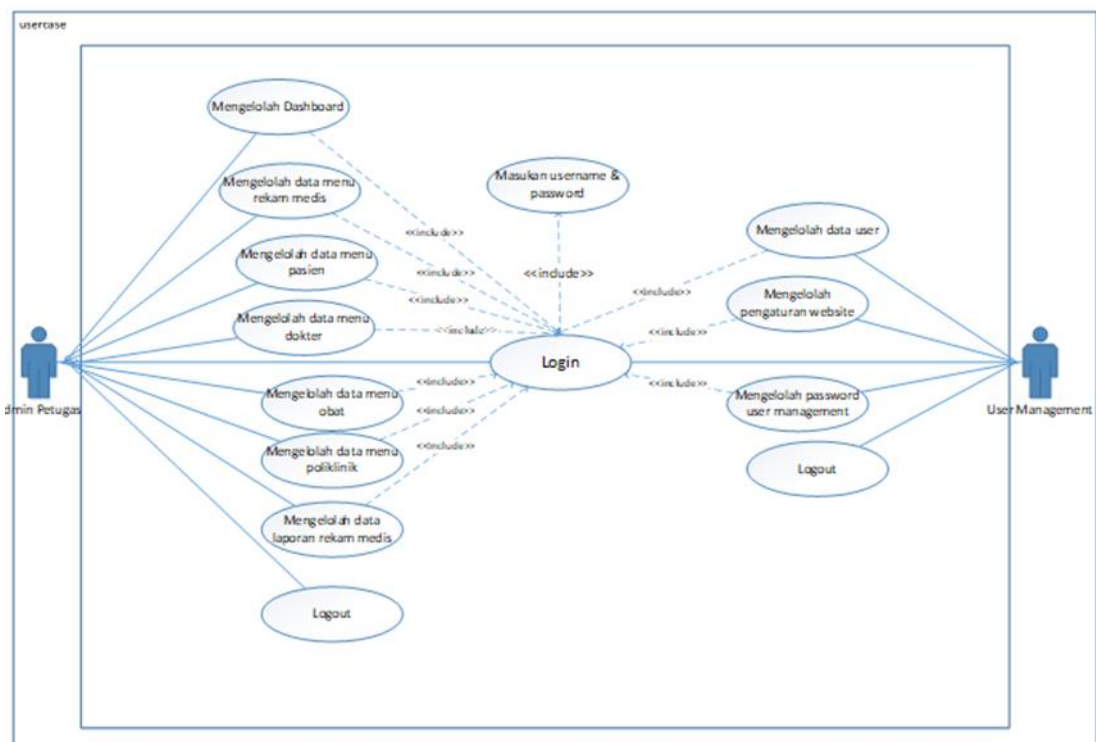 usercase
Mengelolah Dashboard
Mengelolah data menu
rekam medis
Mengelolah data menu
pasien
Mengelolah data menu
dokter
Mengelolah data menu
obat
Mengelolah data menu
poliklinik
Mengelolah data
laporan rekam medis
Logout
dmin Petugas
Masukan username &
password
<<include>>
<<include>>
<<include>>
<<include>>
<<include>>
<<include>>
<<include>>
<<include>>
Login
<<include>>
<<include>>
<<include>>
Mengelolah data user
Mengelolah
pengaturan website
Mengelolah password
user management
Logout
User Management